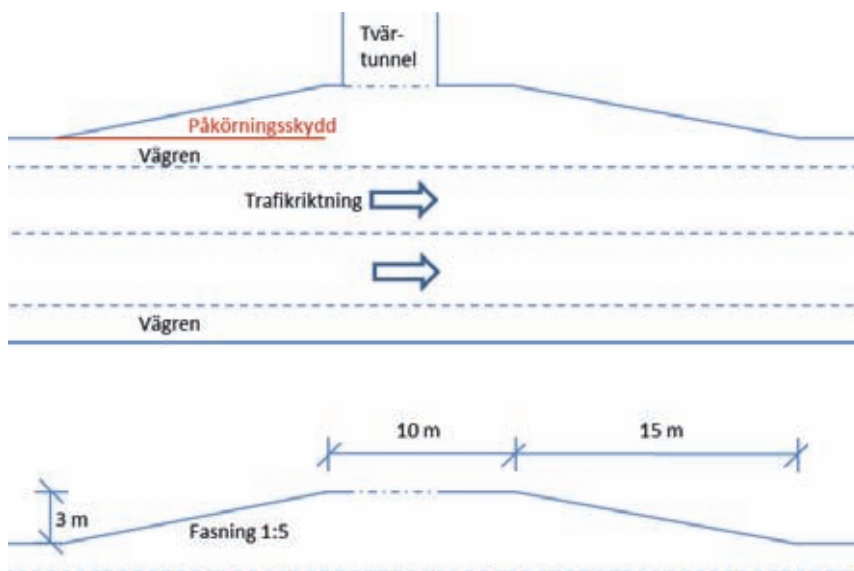 Tvär-
tunnel
Påkörningsskydd
Vägren
Trafikriktning
Vägren
10 m
15 m
3 m
Fasning 1:5